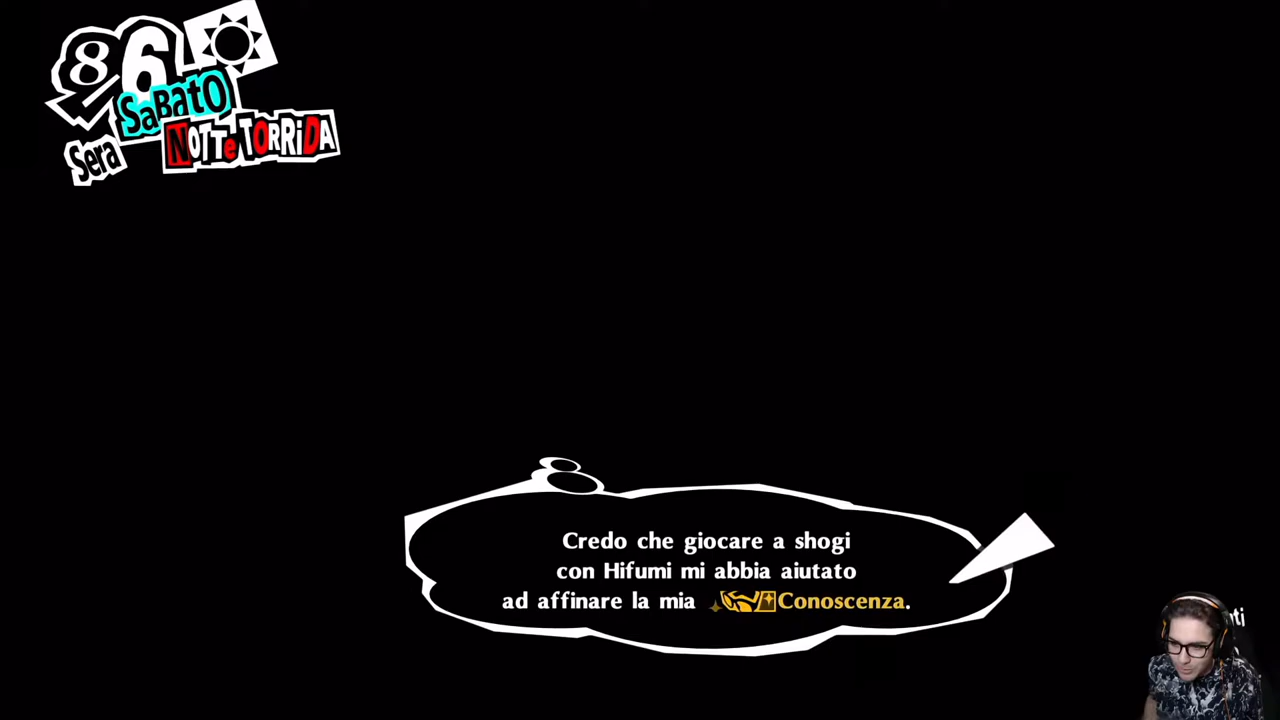 8/6
Sabato
Sera
Notte Torrida
Credo che giocare a shogi
con Hifumi mi abbia aiutato
ad affinare la mia Conoscenza.